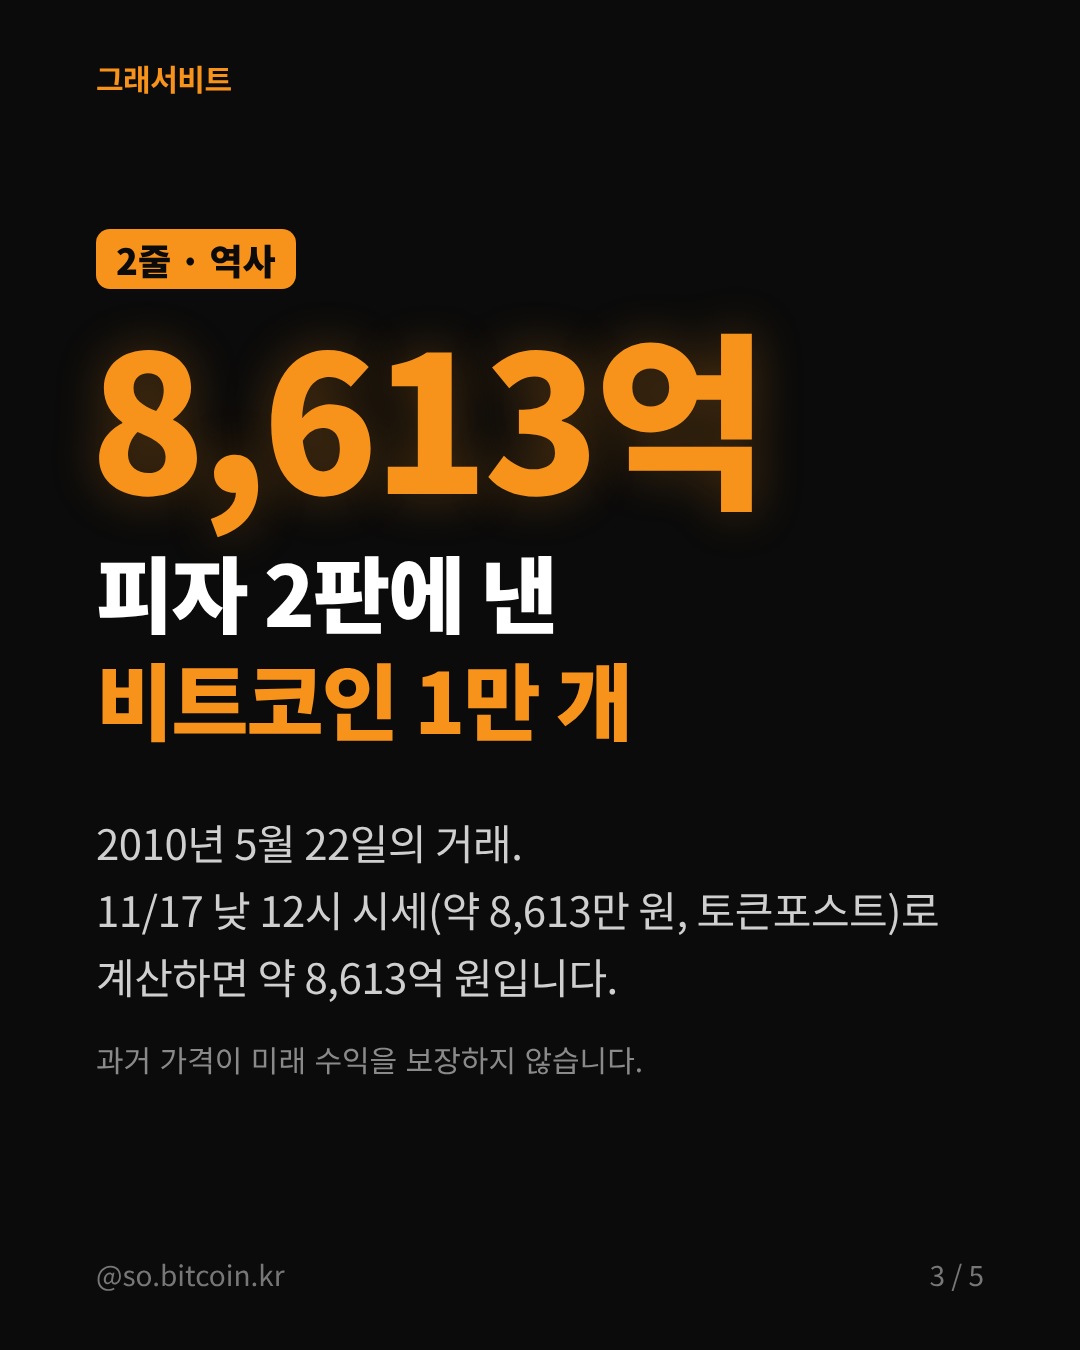 그래서비트
2줄 · 역사
8,613억
피자 2판에 낸
비트코인 1만 개
2010년 5월 22일의 거래.
11/17 낮 12시 시세(약 8,613만 원, 토큰포스트)로
계산하면 약 8,613억 원입니다.
과거 가격이 미래 수익을 보장하지 않습니다.
@so.bitcoin.kr
3 / 5